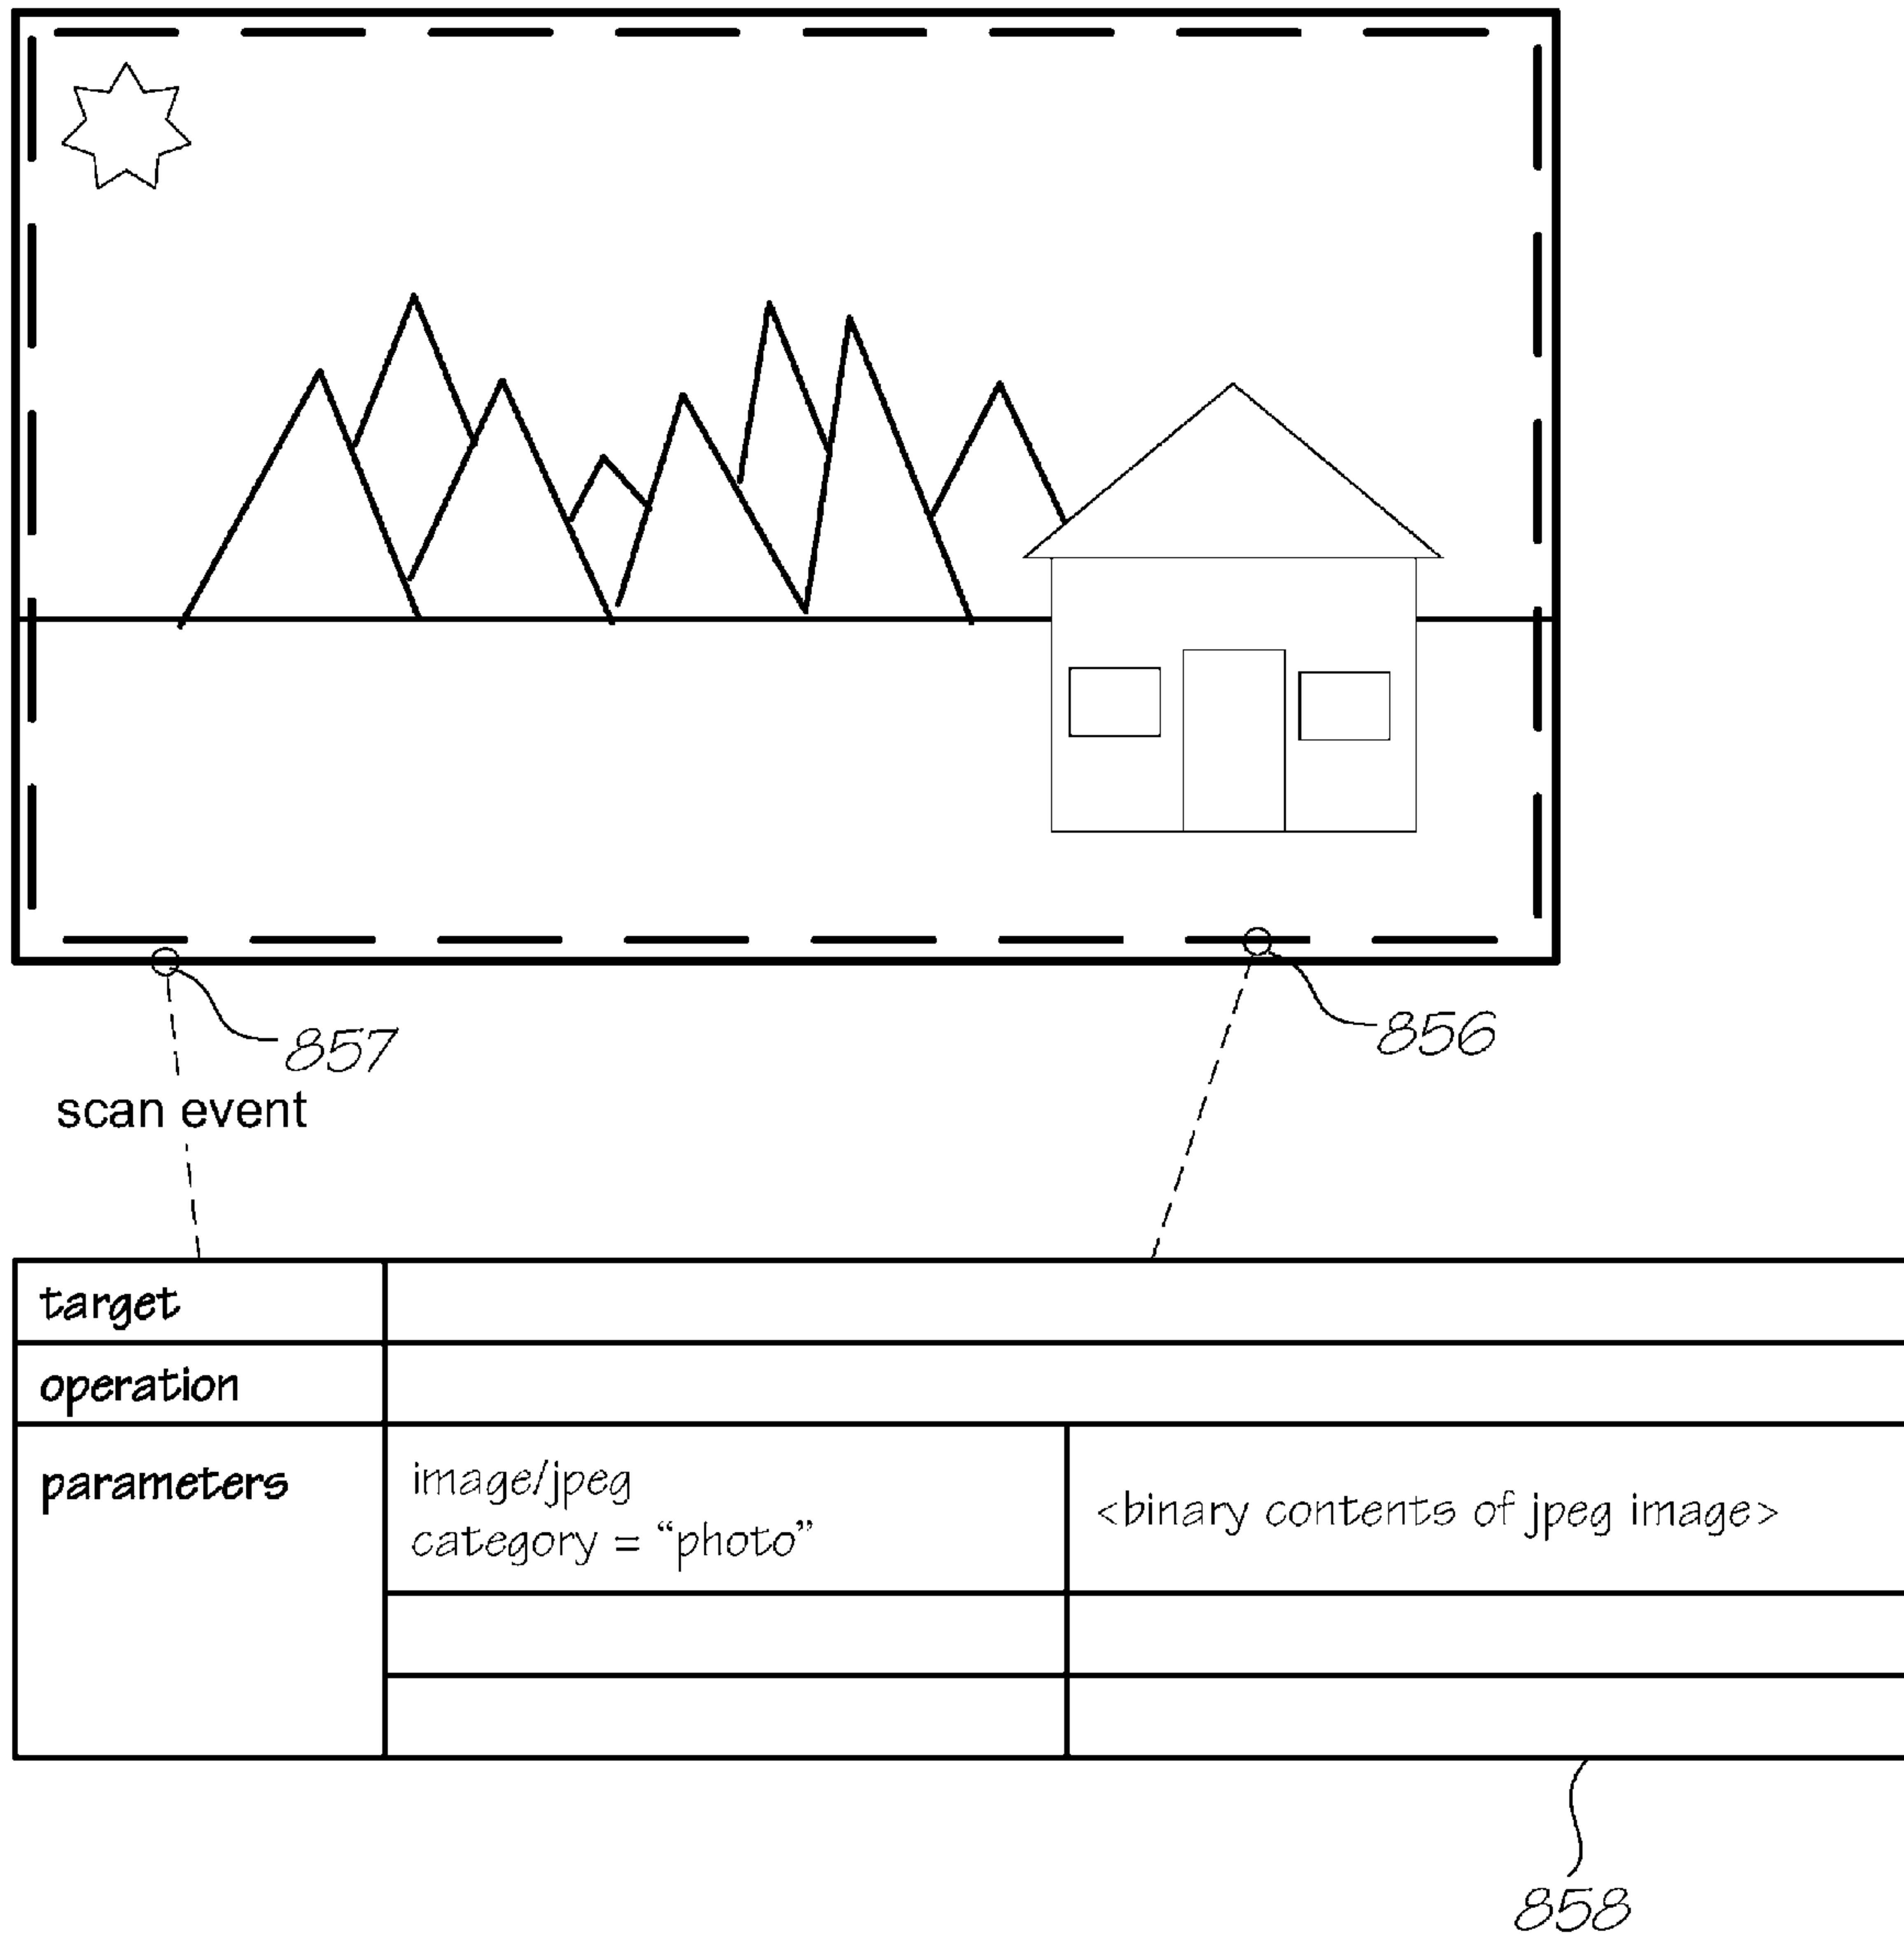 857
856
scan event
target
operation
parameters
image/jpeg
category = “photo”
<binary contents of jpeg image>
858